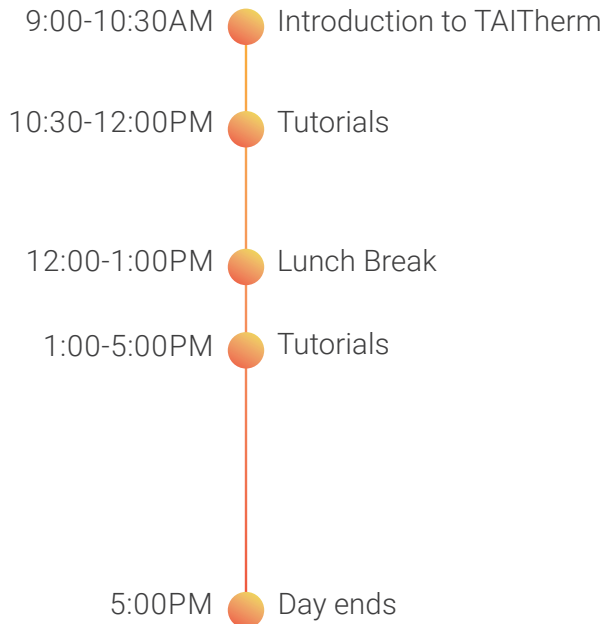 9:00-10:30AM Introduction to TAITherm
10:30-12:00PM Tutorials
12:00-1:00PM Lunch Break
1:00-5:00PM Tutorials
5:00PM Day ends